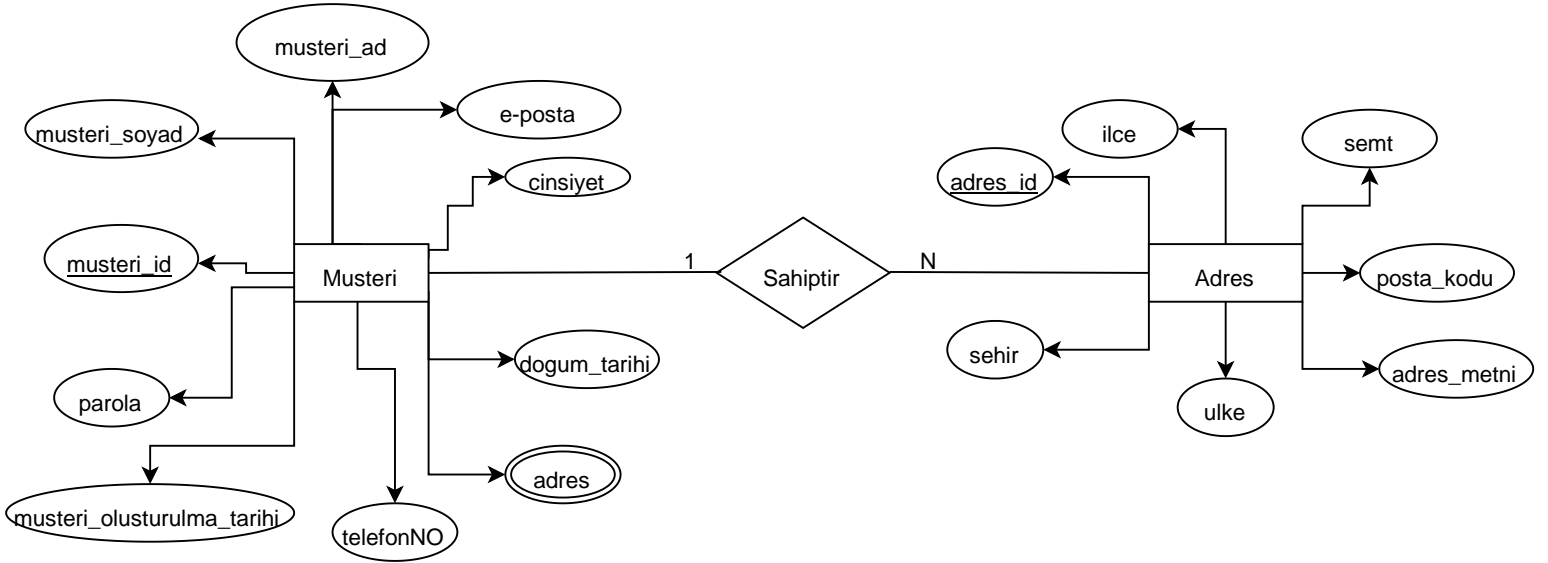 musteri_ad
e-posta
musteri_soyad
cinsiyet
musteri_id
Musteri
parola
dogum_tarihi
adres
musteri_olusturulma_tarihi
telefonNO
1
Sahiptir
N
ilce
semt
adres_id
Adres
posta_kodu
sehir
adres_metni
ulke